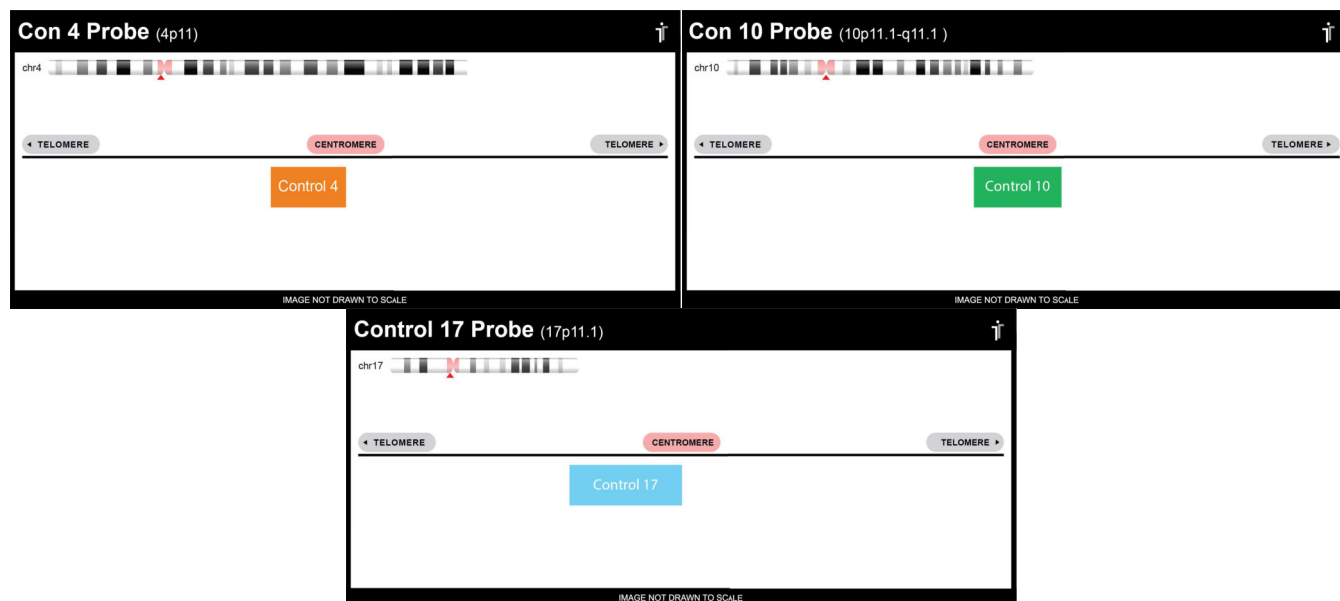 Con 4 Probe (4p11)
chr4
TELOMERE
CENTROMERE
TELOMERE
Control 4
IMAGE NOT DRAWN TO SCALE
Con 10 Probe (10p11.1-q11.1 )
chr10
TELOMERE
CENTROMERE
TELOMERE
Control 10
IMAGE NOT DRAWN TO SCALE
Control 17 Probe (17p11.1)
chr17
TELOMERE
CENTROMERE
TELOMERE
Control 17
IMAGE NOT DRAWN TO SCALE